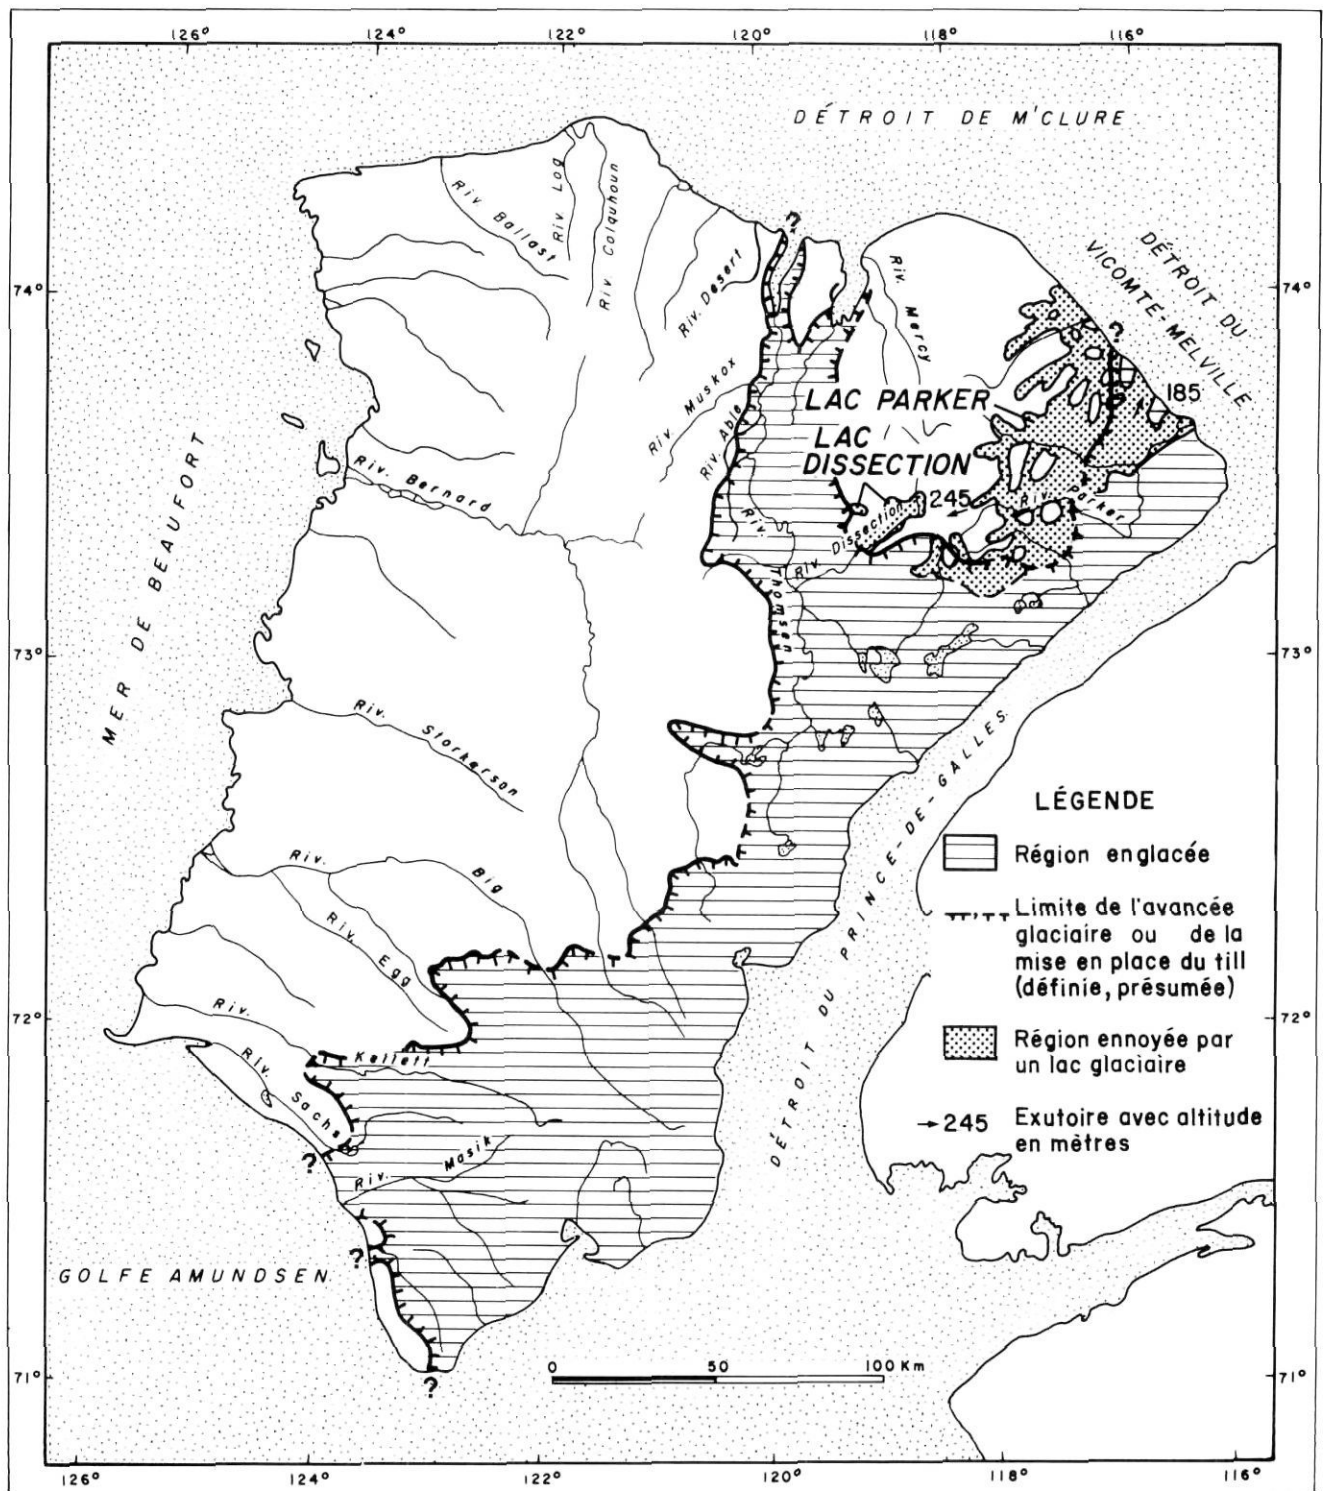 126° 124° 122° 120° 118° 116°
DÉTROIT DE M'CLURE
DÉTROIT DU
VICOMTE-MELVILLE
Riv. Ballast
Riv Log
Riv Colquhoun
Riv. Desert
?
Riv. Mercy
74° 74°
?
185
Riv. Muskox
Riv. Able
LAC PARKER
LAC
DISSECTION
245
Riv. Parker
Riv. Bernard
Riv. Dissection
Riv. Thomsen
MER DE BEAUFORT
73° 73°
Riv. Storkerson
DÉTROIT DU PRINCE-DE-GALLES
Riv. Big
Riv. Egg
LÉGENDE
Région englacée
Limite de l'avancée
glaciaire ou de la
mise en place du till
(définie, présumée)
Région ennoyée par
un lac glaciaire
245 Exutoire avec altitude
en mètres
72° 72°
Riv. Kellett
Riv. Sachs
?
Riv. Masik
?
GOLFE AMUNDSEN
0 50 100 Km
71° 71°
?
126° 124° 122° 120° 118° 116°